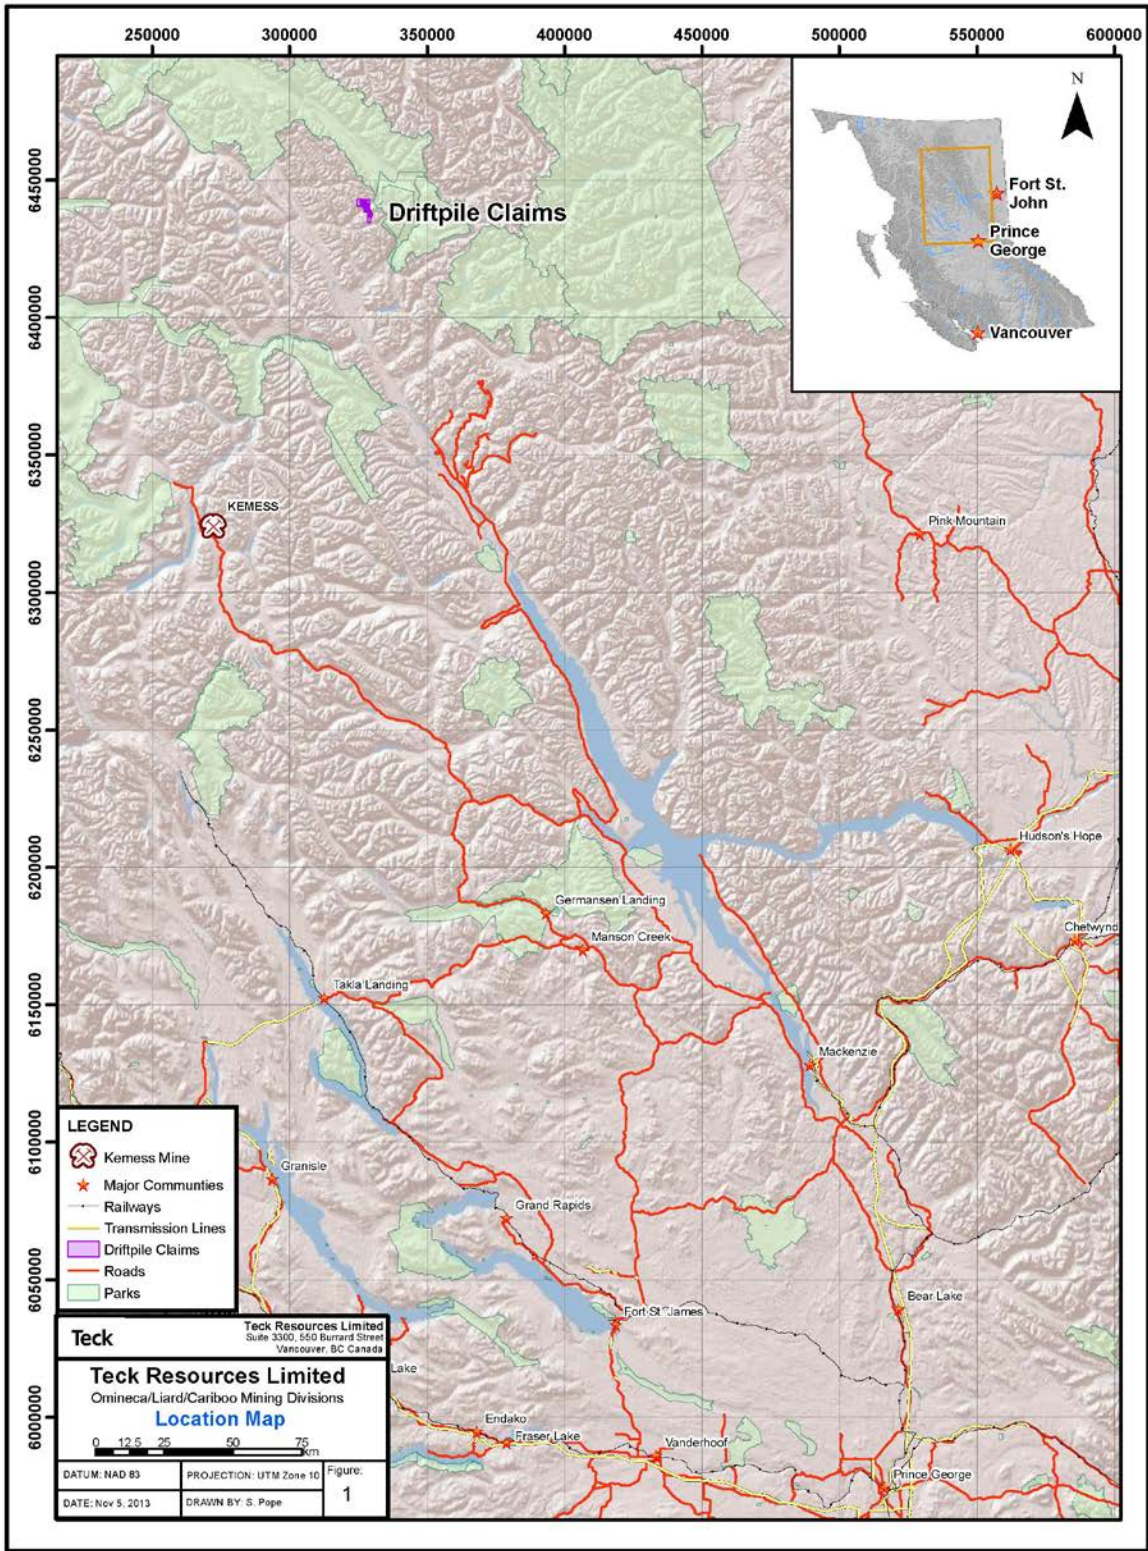 250000 300000 350000 400000 450000 500000 550000 600000
6450000
6400000
6350000
6300000
6250000
6200000
6150000
6100000
6050000
6000000
N
Fort St.
John
Prince
George
Vancouver
Driftpile Claims
KEMESS
Pink Mountain
Hudson's Hope
Germansen Landing
Manson Creek
Chetwynd
Takla Landing
Mackenzie
Granisle
Grand Rapids
Bear Lake
Fort St. James
Lake
Endako
Fraser Lake
Vanderhoof
Prince George
LEGEND
Kemess Mine
Major Communties
Railways
Transmission Lines
Driftpile Claims
Roads
Parks
Teck
Teck Resources Limited
Suite 3300, 550 Burrard Street
Vancouver, BC Canada
Teck Resources Limited
Omineca/Liard/Cariboo Mining Divisions
Location Map
0 12.5 25 50 75
km
DATUM: NAD 83
PROJECTION: UTM Zone 10
Figure:
1
DATE: Nov 5, 2013
DRAWN BY: S. Pope